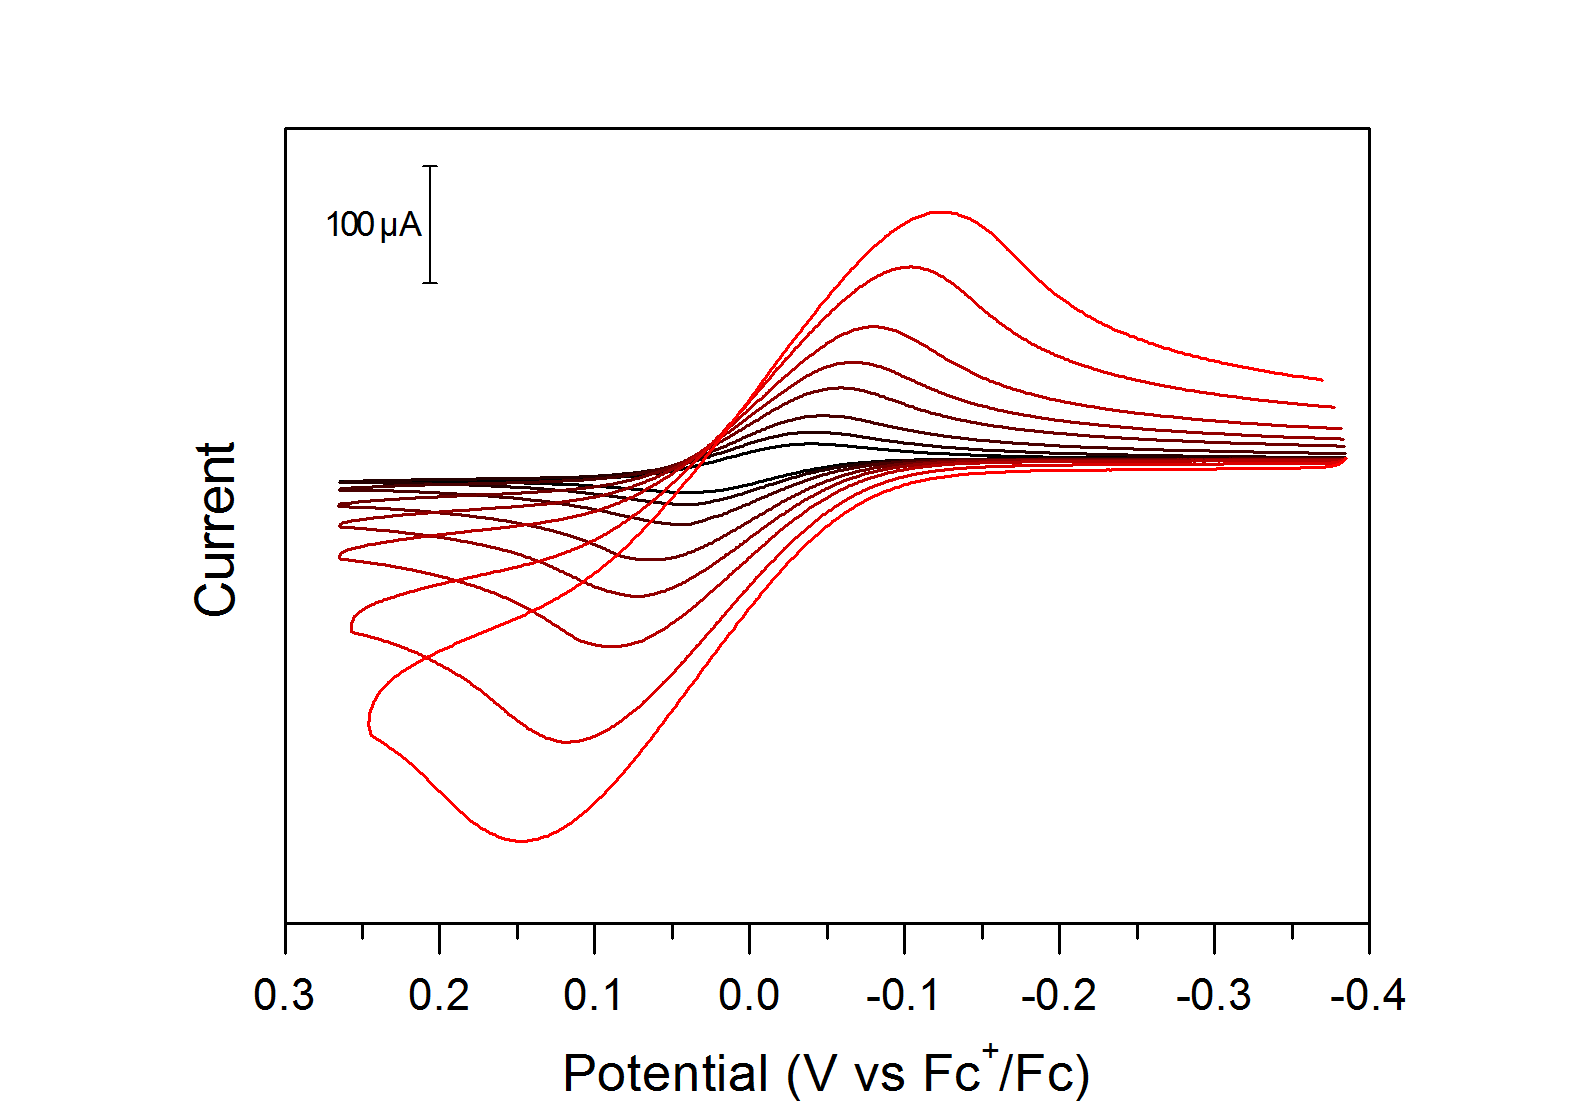 100 µA
Current
0.3 0.2 0.1 0.0 -0.1 -0.2 -0.3 -0.4
Potential (V vs Fc⁺/Fc)